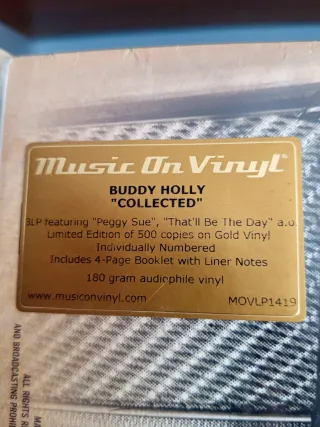 Music On Vinyl
BUDDY HOLLY
"COLLECTED"
3LP featuring "Peggy Sue", "That'll Be The Day" a.o.
Limited Edition of 500 copies on Gold Vinyl
Individually Numbered
Includes 4-Page Booklet with Liner Notes
180 gram audiophile vinyl
www.musiconvinyl.com
MOVLP1419
ALL RIGHTS
AND BROADCASTING